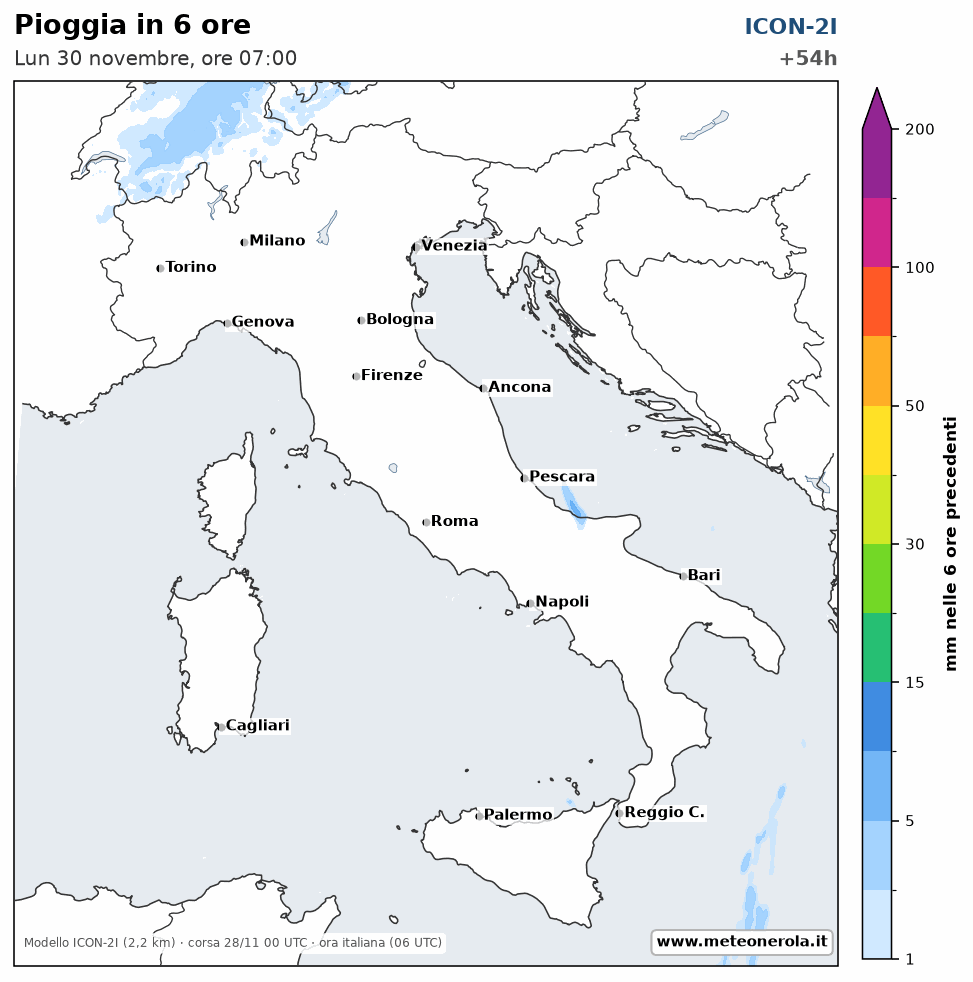 Pioggia in 6 ore
ICON-2I
Lun 30 novembre, ore 07:00
+54h
200
Milano
Venezia
Torino
100
Genova
Bologna
Firenze
Ancona
50
Pescara
Roma
30
Bari
Napoli
mm nelle 6 ore precedenti
15
Cagliari
Palermo
Reggio C.
5
Modello ICON-2I (2,2 km) · corsa 28/11 00 UTC · ora italiana (06 UTC)
www.meteonerola.it
1